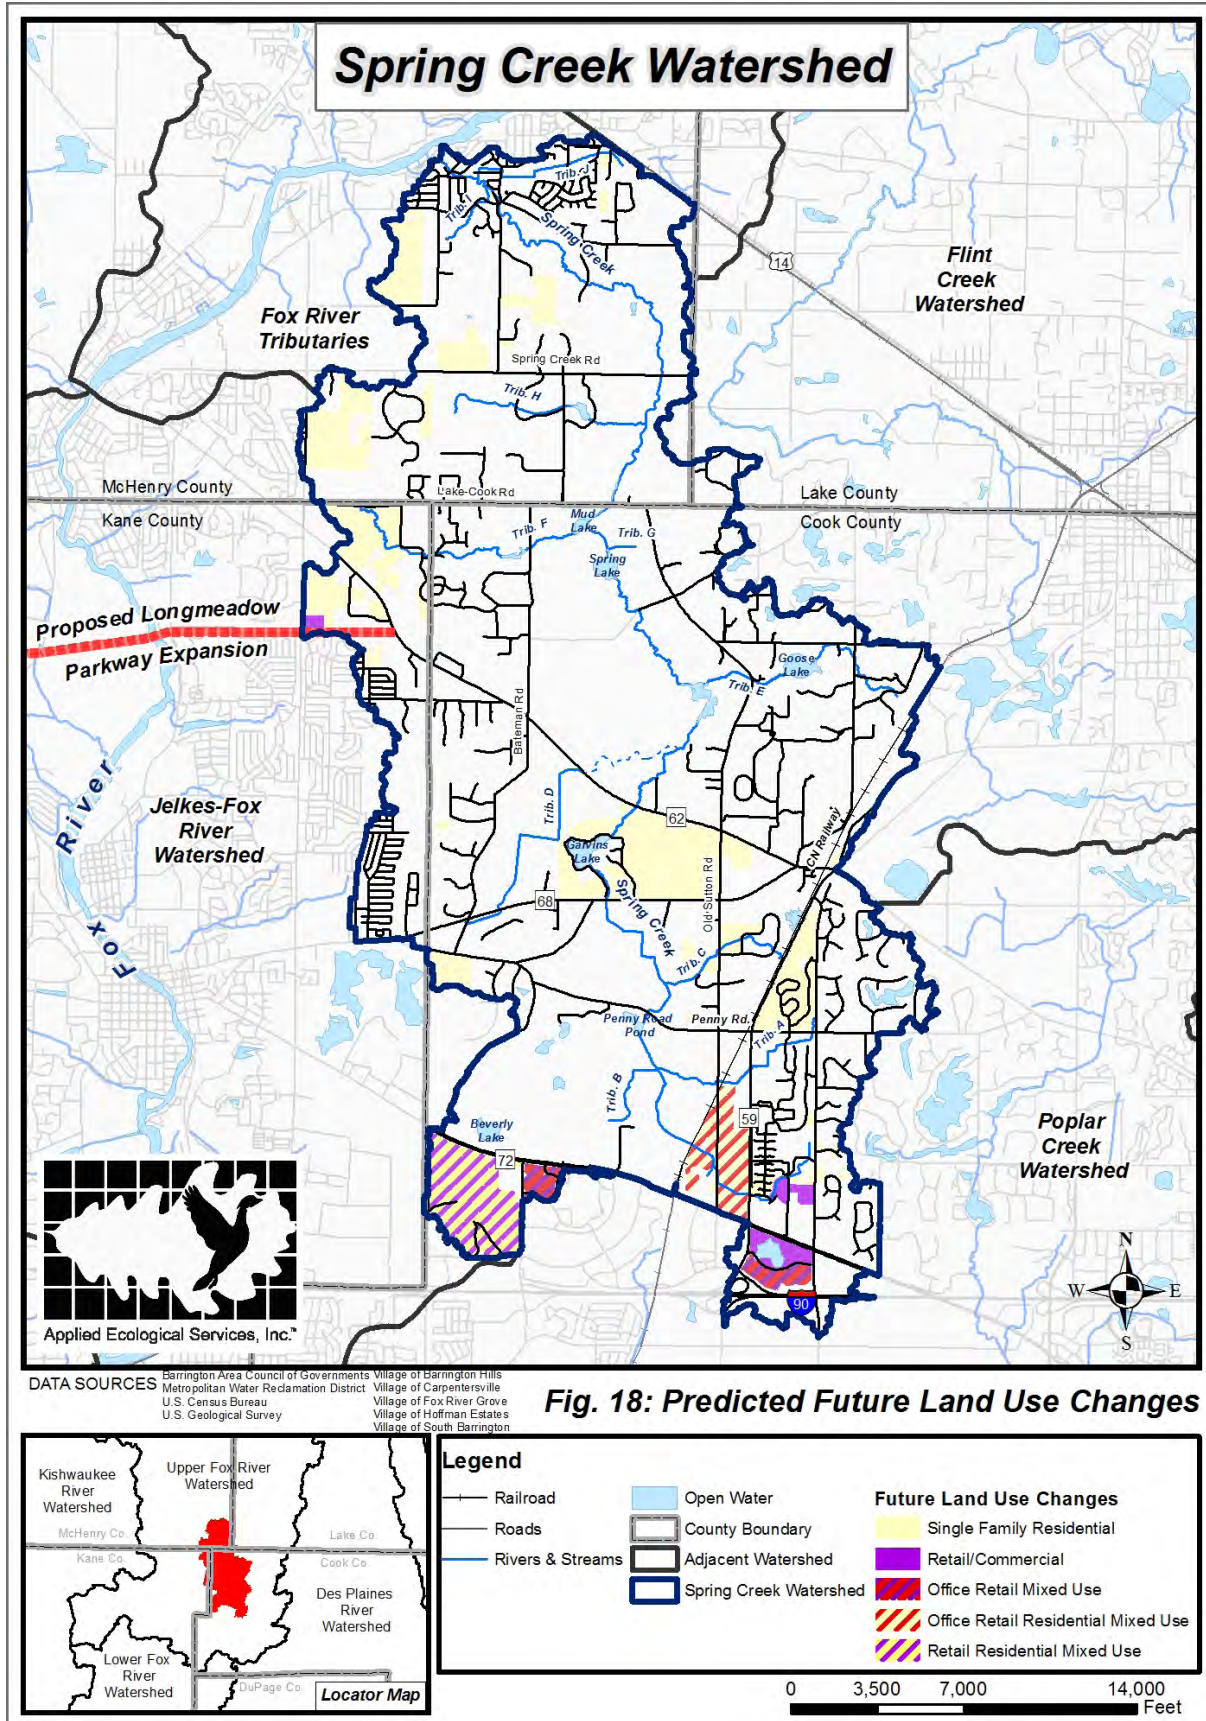 Spring Creek Watershed
14
Flint
Creek
Watershed
Trib. J
Trib. I
Spring Creek
Fox River
Tributaries
Spring Creek Rd
Trib. H
McHenry County
Kane County
Lake-Cook Rd
Lake County
Cook County
Mud
Lake
Trib. F
Trib. G
Spring
Lake
Proposed Longmeadow
Parkway Expansion
Goose
Lake
Trib. E
Bateman Rd
Fox River
Jelkes-Fox
River
Watershed
Trib. D
62
CN Railway
Galvins
Lake
Old Sutton Rd
68
Spring Creek
Trib. C
Penny Road
Pond
Penny Rd.
Trib. A
Trib. B
Beverly
Lake
59
72
Poplar
Creek
Watershed
90
N
W
E
S
Applied Ecological Services, Inc.™
DATA SOURCES
Barrington Area Council of Governments
Metropolitan Water Reclamation District
U.S. Census Bureau
U.S. Geological Survey
Village of Barrington Hills
Village of Carpentersville
Village of Fox River Grove
Village of Hoffman Estates
Village of South Barrington
Fig. 18: Predicted Future Land Use Changes
Kishwaukee
River
Watershed
Upper Fox River
Watershed
McHenry Co.
Kane Co.
Lake Co.
Cook Co.
Des Plaines
River
Watershed
Lower Fox
River
Watershed
DuPage Co.
Locator Map
Legend
Railroad
Roads
Rivers & Streams
Open Water
County Boundary
Adjacent Watershed
Spring Creek Watershed
Future Land Use Changes
Single Family Residential
Retail/Commercial
Office Retail Mixed Use
Office Retail Residential Mixed Use
Retail Residential Mixed Use
0 3,500 7,000 14,000
Feet